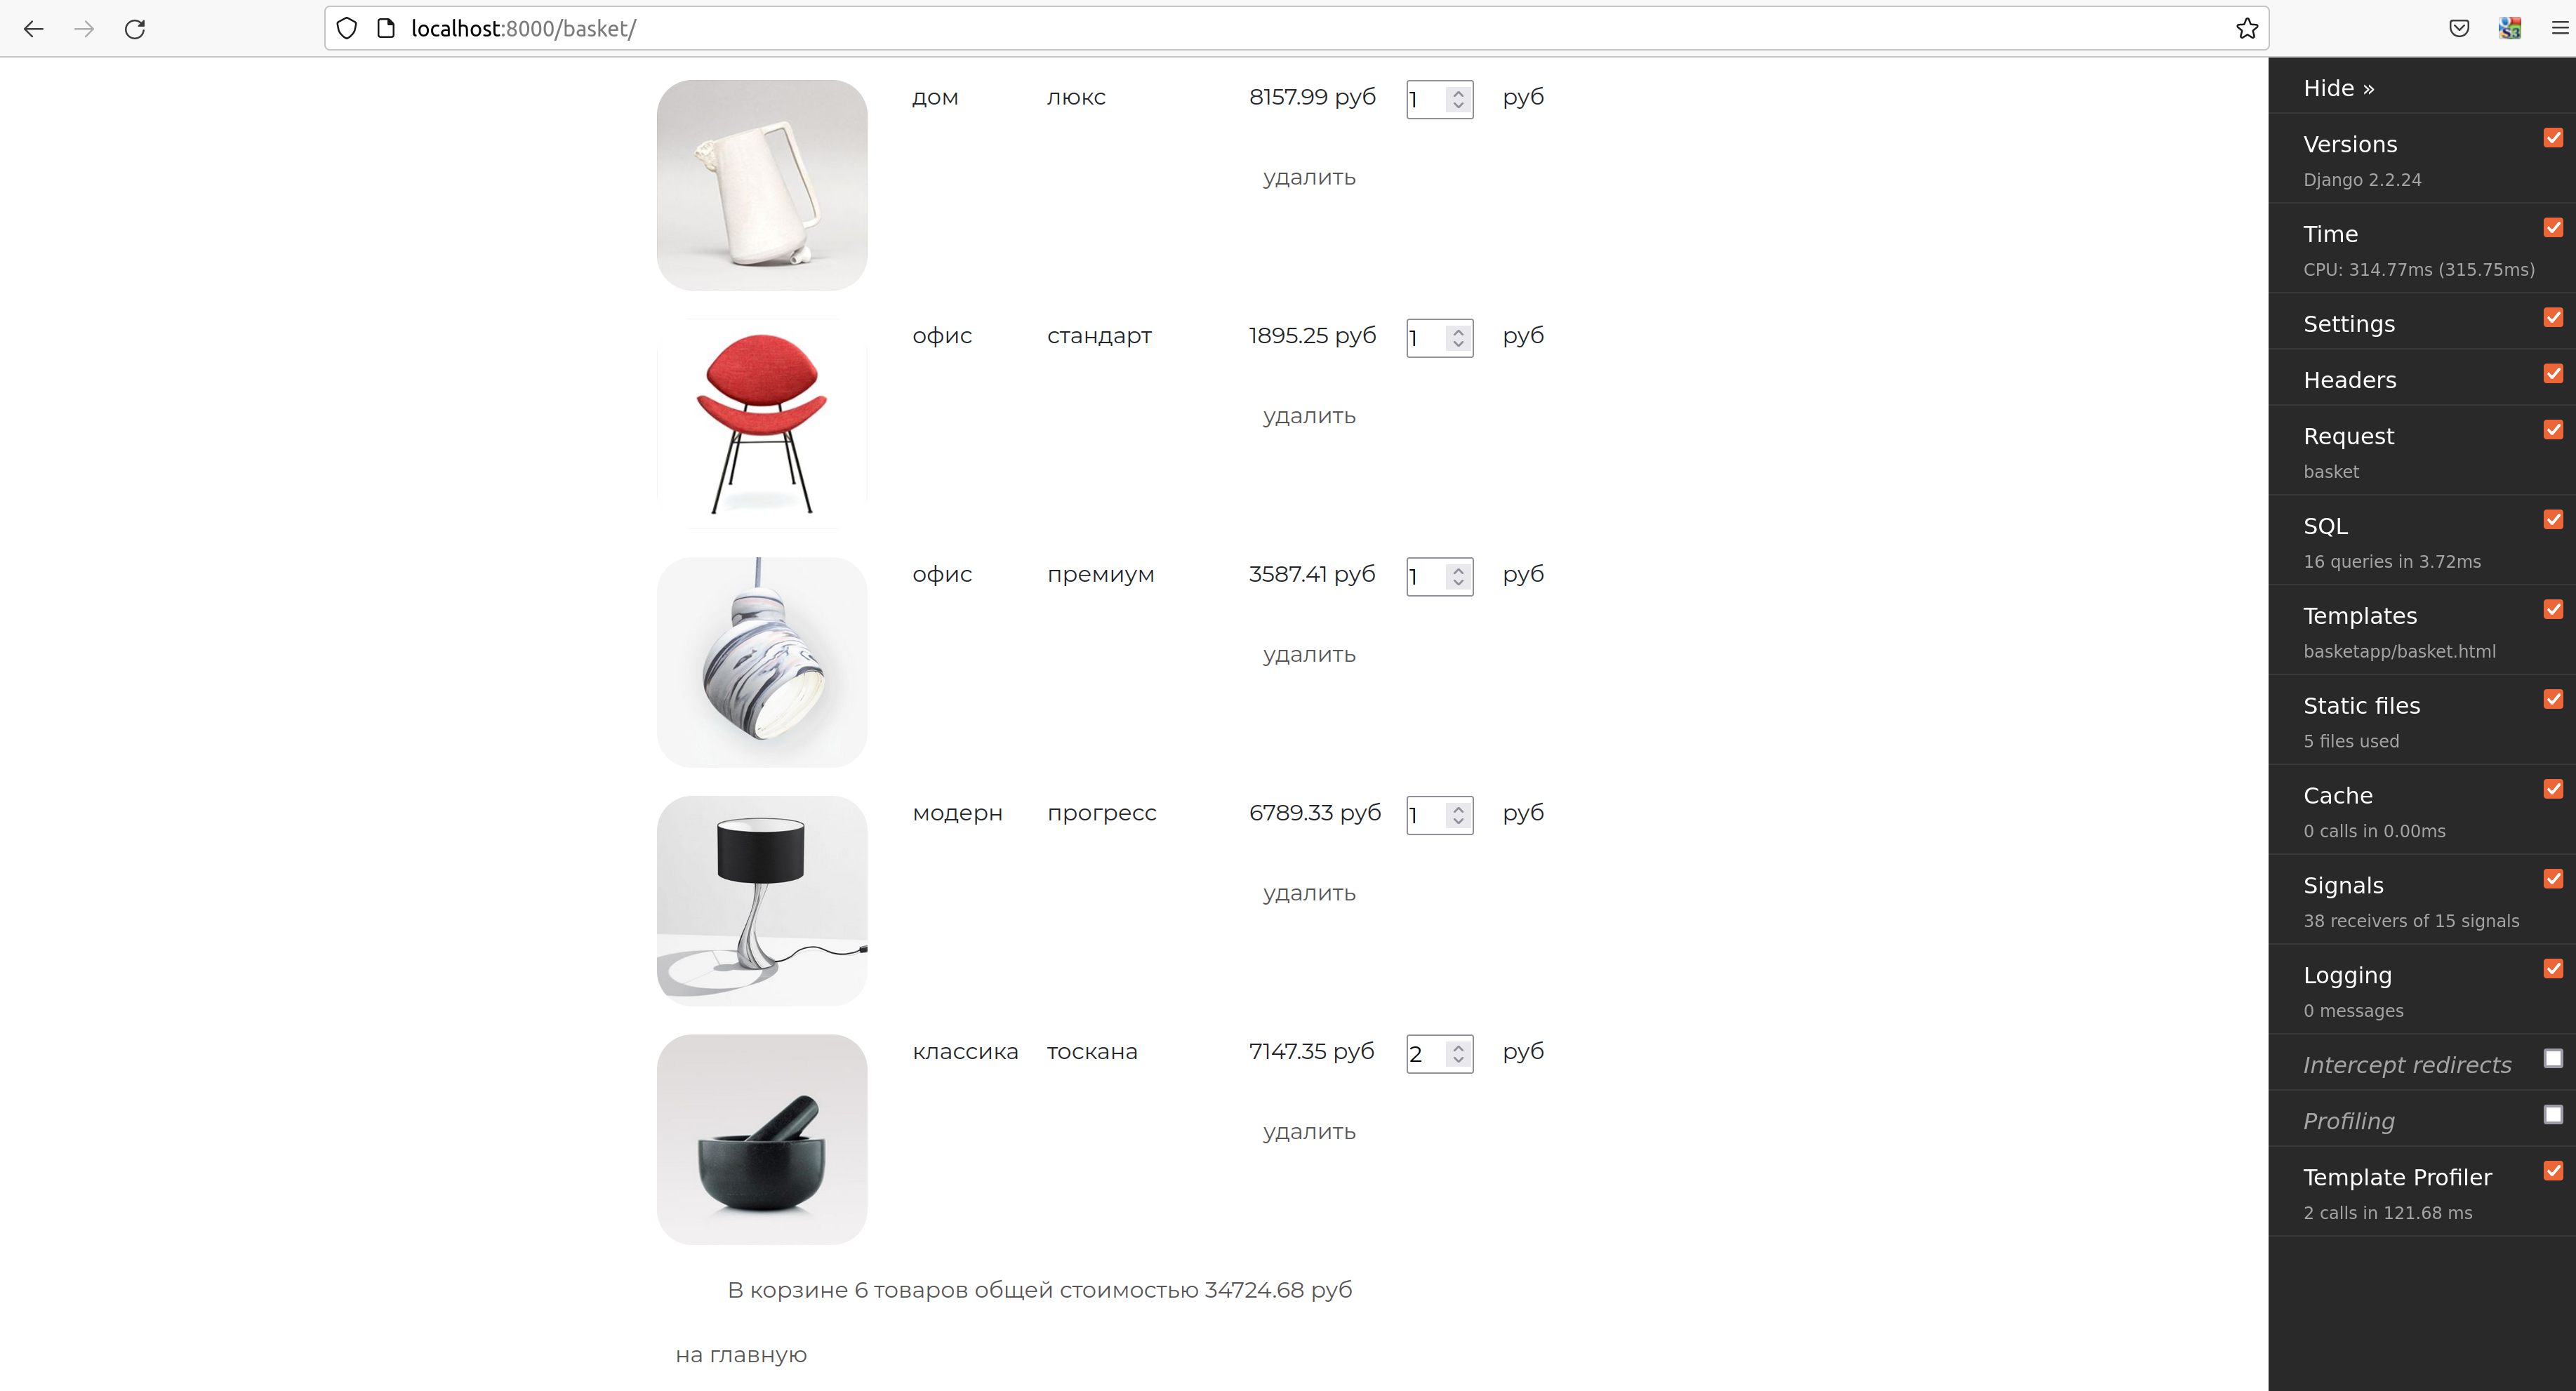 localhost:8000/basket/
S3
дом люкс 8157.99 руб 1 руб
удалить
офис стандарт 1895.25 руб 1 руб
удалить
офис премиум 3587.41 руб 1 руб
удалить
модерн прогресс 6789.33 руб 1 руб
удалить
классика тоскана 7147.35 руб 2 руб
удалить
В корзине 6 товаров общей стоимостью 34724.68 руб
на главную
Hide »
Versions
Django 2.2.24
Time
CPU: 314.77ms (315.75ms)
Settings
Headers
Request
basket
SQL
16 queries in 3.72ms
Templates
basketapp/basket.html
Static files
5 files used
Cache
0 calls in 0.00ms
Signals
38 receivers of 15 signals
Logging
0 messages
Intercept redirects
Profiling
Template Profiler
2 calls in 121.68 ms